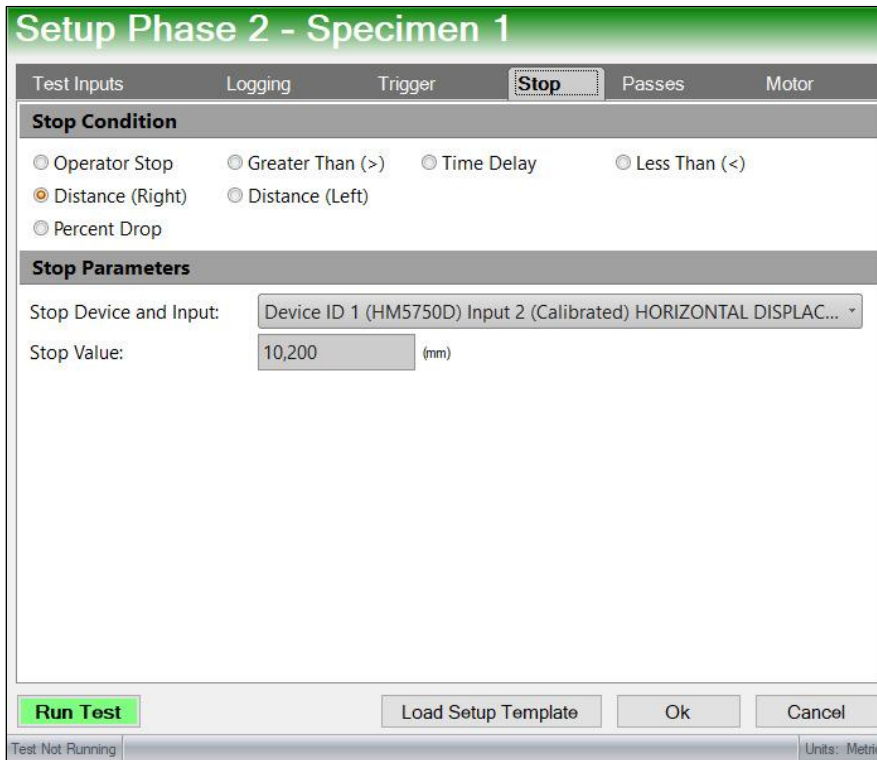 Setup Phase 2 - Specimen 1
Test Inputs Logging Trigger Stop Passes Motor
Stop Condition
Operator Stop Greater Than (>) Time Delay Less Than (<)
Distance (Right) Distance (Left)
Percent Drop
Stop Parameters
Stop Device and Input: Device ID 1 (HM5750D) Input 2 (Calibrated) HORIZONTAL DISPLAC...
Stop Value: 10,200 (mm)
Run Test Load Setup Template Ok Cancel
Test Not Running Units: Metri